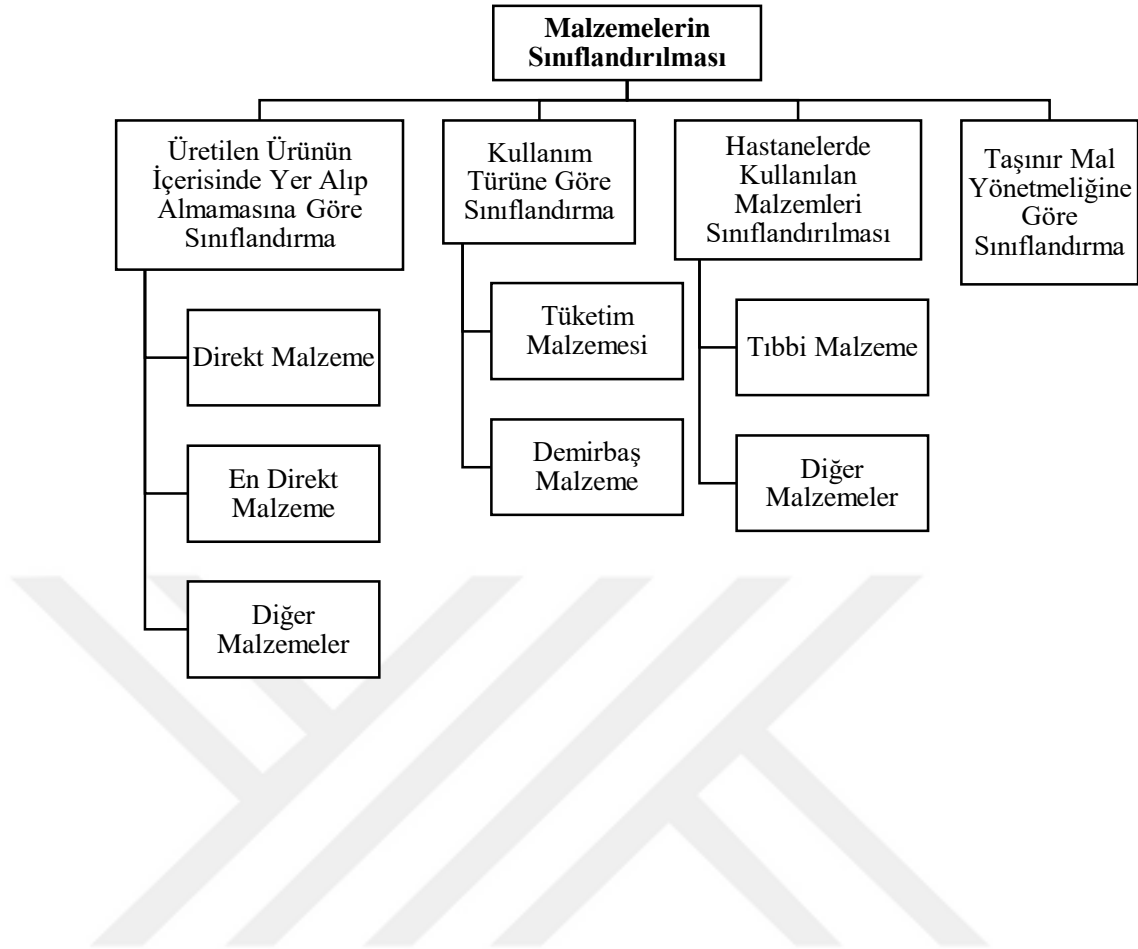 Malzemelerin
Sınıflandırılması
Üretilen Ürünün
İçerisinde Yer Alıp
Almamasına Göre
Sınıflandırma
Direkt Malzeme
En Direkt
Malzeme
Diğer
Malzemeler
Kullanım
Türüne Göre
Sınıflandırma
Tüketim
Malzemesi
Demirbaş
Malzeme
Hastanelerde
Kullanılan
Malzemleri
Sınıflandırılması
Tıbbi Malzeme
Diğer
Malzemeler
Taşınır Mal
Yönetmeliğine
Göre
Sınıflandırma